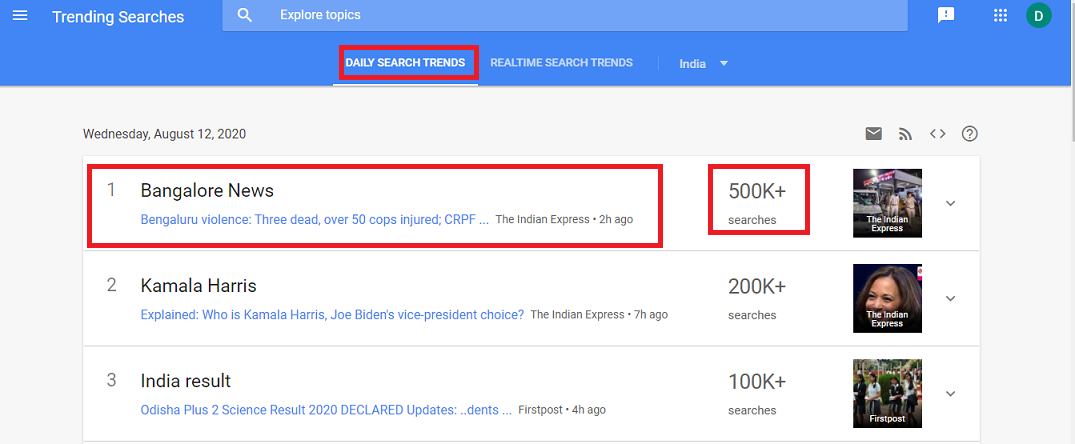 Trending Searches
Explore topics
D
DAILY SEARCH TRENDS
REALTIME SEARCH TRENDS
India
Wednesday, August 12, 2020
1
Bangalore News
Bengaluru violence: Three dead, over 50 cops injured; CRPF ... The Indian Express • 2h ago
500K+
searches
The Indian
Express
2
Kamala Harris
Explained: Who is Kamala Harris, Joe Biden's vice-president choice? The Indian Express • 7h ago
200K+
searches
The Indian
Express
3
India result
Odisha Plus 2 Science Result 2020 DECLARED Updates: ..dents ... Firstpost • 4h ago
100K+
searches
Firstpost